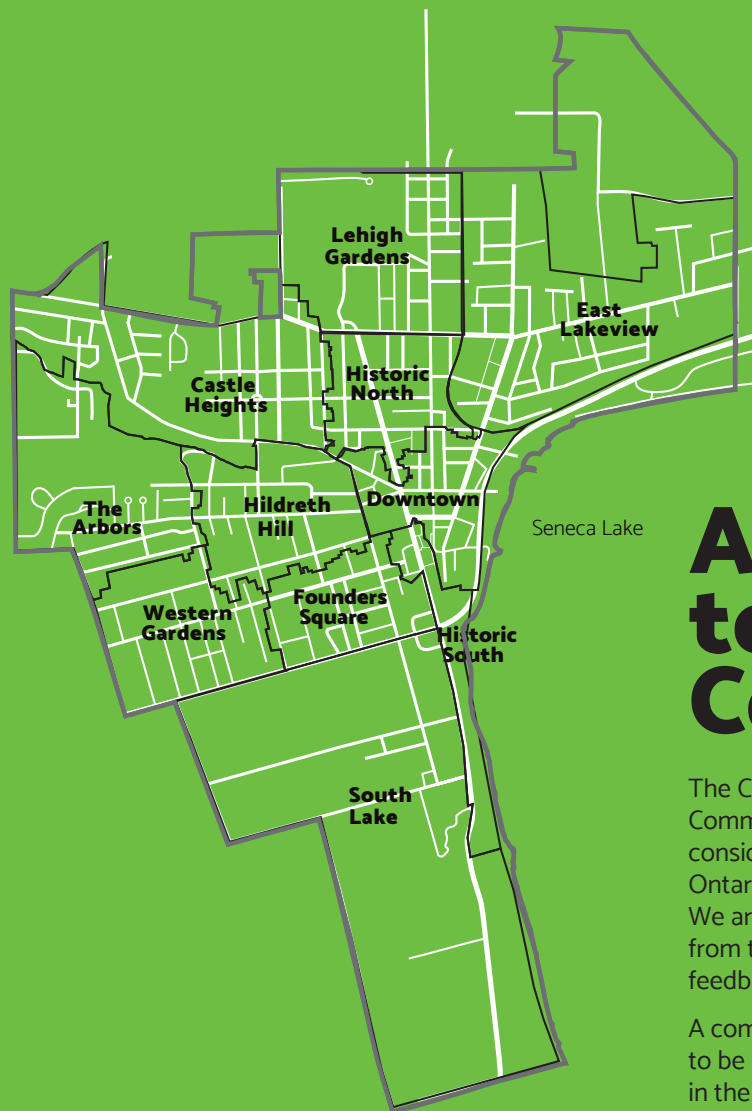 Lehigh
Gardens
East
Lakeview
Castle
Heights
Historic
North
The
Arbors
Hildreth
Hill
Downtown
Seneca Lake
Western
Gardens
Founders
Square
Historic
South
South
Lake
A
The C
Comm
consid
Ontar
We ar
from t
feedb
A com
to be
in the